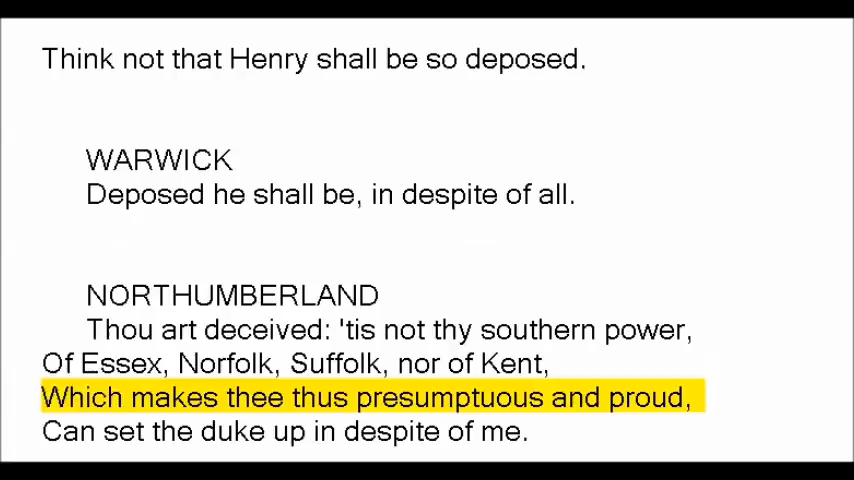 Think not that Henry shall be so deposed.
WARWICK
Deposed he shall be, in despite of all.
NORTHUMBERLAND
Thou art deceived: 'tis not thy southern power,
Of Essex, Norfolk, Suffolk, nor of Kent,
Which makes thee thus presumptuous and proud,
Can set the duke up in despite of me.